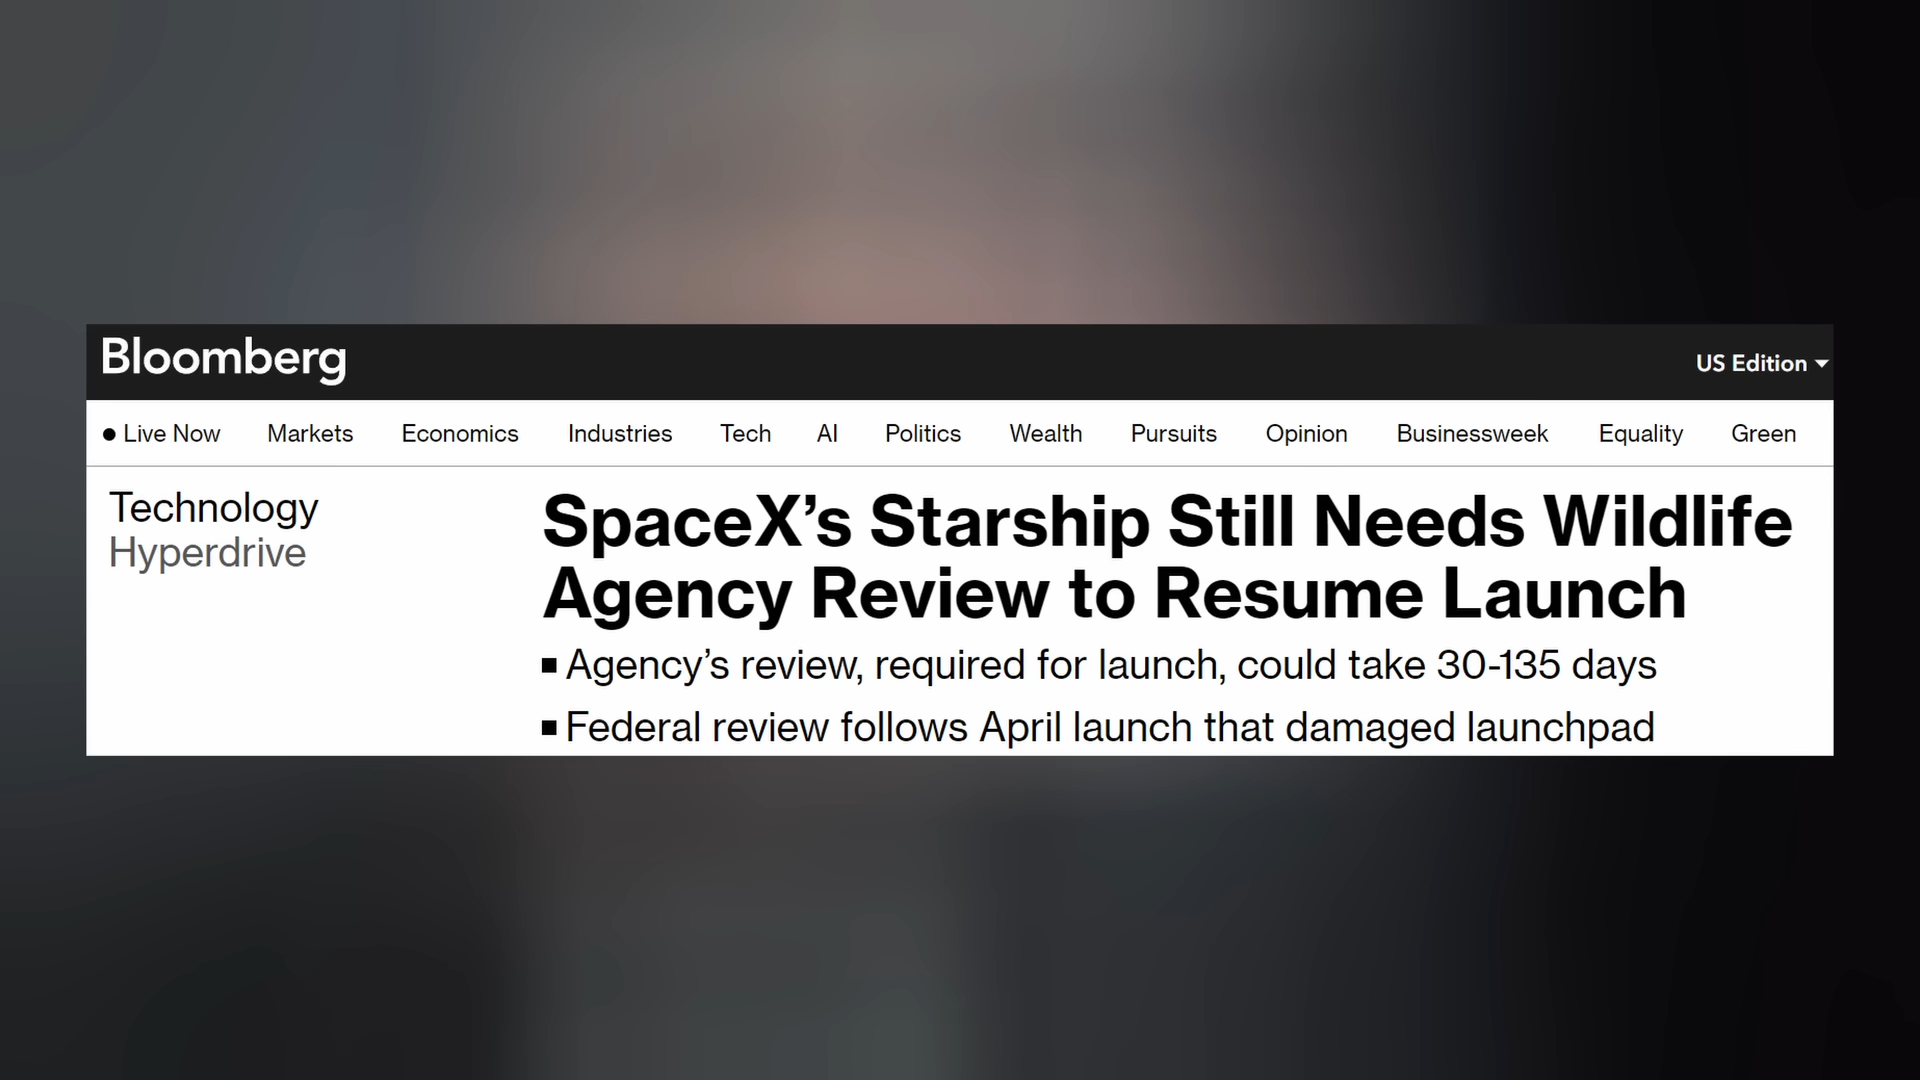 Bloomberg
US Edition
Live Now Markets Economics Industries Tech AI Politics Wealth Pursuits Opinion Businessweek Equality Green
Technology
Hyperdrive
SpaceX’s Starship Still Needs Wildlife
Agency Review to Resume Launch
Agency’s review, required for launch, could take 30-135 days
Federal review follows April launch that damaged launchpad